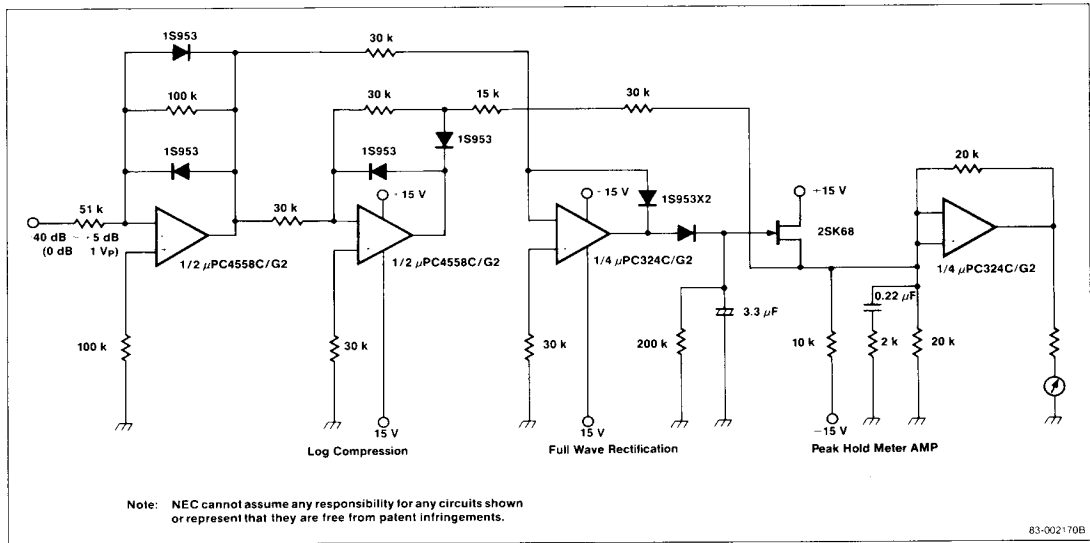 1S953
100 k
1S953
51 k
40 dB ~ +5 dB
(0 dB 1 Vp)
1/2 μPC4558C/G2
100 k
30 k
30 k
30 k
15 k
1S953
1S953
15 V
1/2 μPC4558C/G2
30 k
15 V
30 k
15 V
1S953X2
1/4 μPC324C/G2
30 k
15 V
200 k
3.3 μF
+15 V
2SK68
10 k
−15 V
20 k
1/4 μPC324C/G2
0.22 μF
2 k
20 k
Log Compression
Full Wave Rectification
Peak Hold Meter AMP
Note: NEC cannot assume any responsibility for any circuits shown
or represent that they are free from patent infringements.
83-002170B